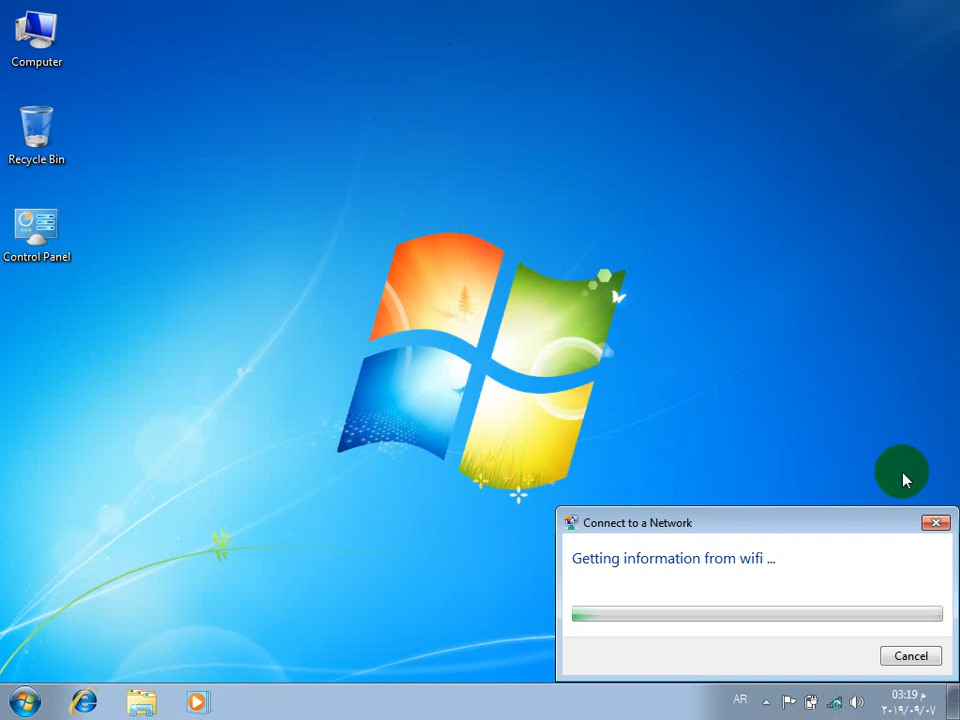 Computer
Recycle Bin
Control Panel
Connect to a Network
Getting information from wifi ...
Cancel
AR
03:19 م
٢٠١٩/٠٩/٠٧